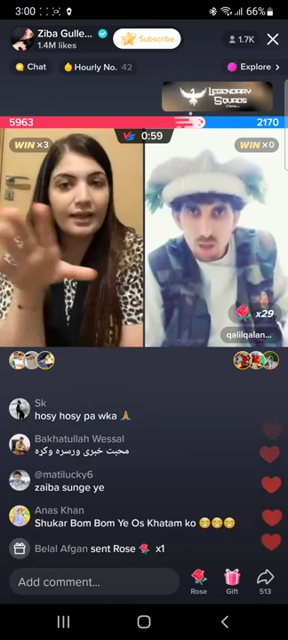 3:00
66%
Ziba Gulle...
1.4M likes
Subscribe
1.7K
Chat
Hourly No. 42
Explore >
LEGENDARY
SQUADS
5963
2170
WIN ×3
VS 0:59
WIN ×0
x29
qalilqalan...
Sk
hosy hosy pa wka 🙏
Bakhatullah Wessal
محبت خبری ورسره وکړه
@matilucky6
zaiba sunge ye
Anas Khan
Shukar Bom Bom Ye Os Khatam ko 😁😁😁
Belal Afgan sent Rose 🌹 x1
Add comment...
Rose
Gift
513